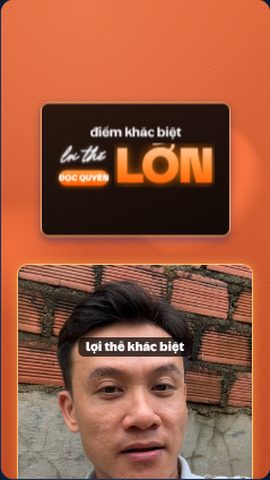 điểm khác biệt
lợi thế LỚN
ĐỘC QUYỀN
lợi thế khác biệt